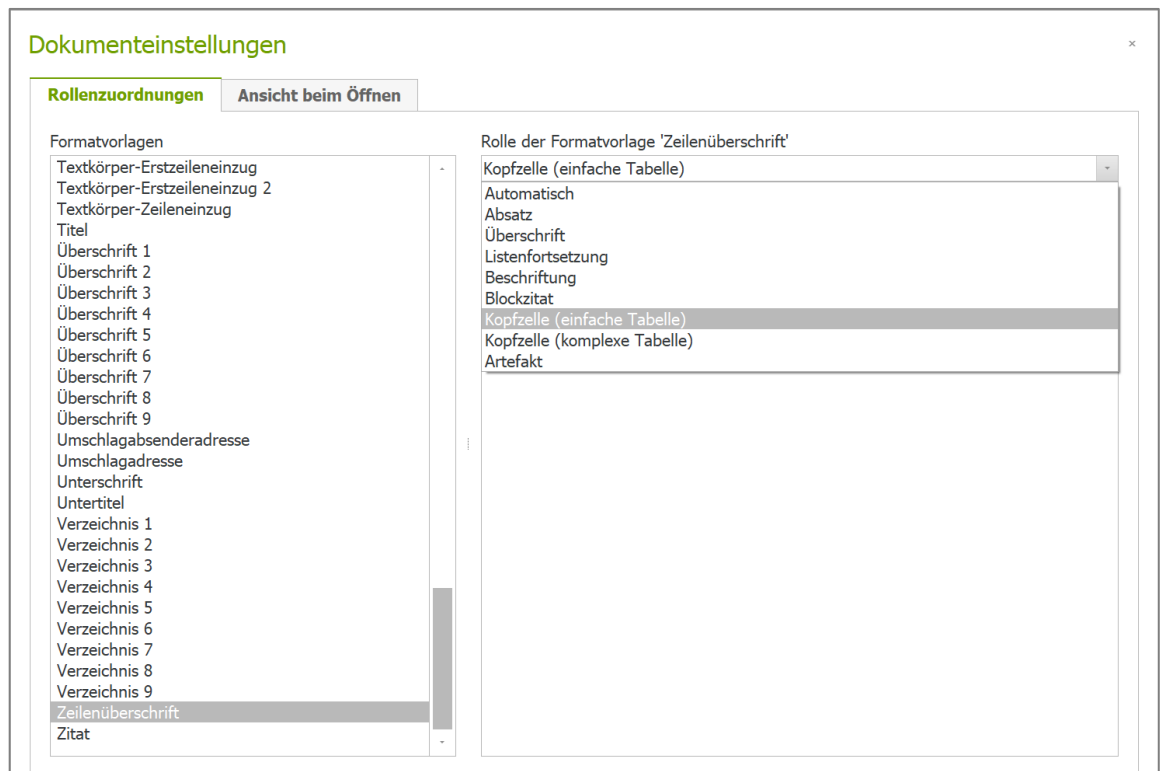 Dokumenteinstellungen
×
Rollenzuordnungen
Ansicht beim Öffnen
Formatvorlagen
Textkörper-Erstzeileneinzug
Textkörper-Erstzeileneinzug 2
Textkörper-Zeileneinzug
Titel
Überschrift 1
Überschrift 2
Überschrift 3
Überschrift 4
Überschrift 5
Überschrift 6
Überschrift 7
Überschrift 8
Überschrift 9
Umschlagabsenderadresse
Umschlagadresse
Unterschrift
Untertitel
Verzeichnis 1
Verzeichnis 2
Verzeichnis 3
Verzeichnis 4
Verzeichnis 5
Verzeichnis 6
Verzeichnis 7
Verzeichnis 8
Verzeichnis 9
Zeilenüberschrift
Zitat
Rolle der Formatvorlage 'Zeilenüberschrift'
Kopfzelle (einfache Tabelle)
Automatisch
Absatz
Überschrift
Listenfortsetzung
Beschriftung
Blockzitat
Kopfzelle (einfache Tabelle)
Kopfzelle (komplexe Tabelle)
Artefakt